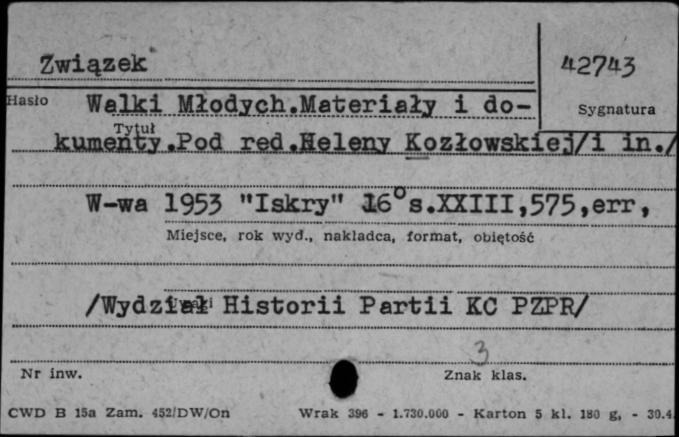 Związek
42743
Hasło Walki Młodych.Materiały i do-
Sygnatura
Tytuł
kumenty.Pod red.Heleny Kozłowskiej/i in./
W-wa 1953 "Iskry" 16° s.XXIII,575,err,
Miejsce, rok wyd., nakładca, format, objętość
Uwagi
/Wydział Historii Partii KC PZPR/
3
Nr inw. Znak klas.
CWD B 15a Zam. 452/DW/On Wrak 396 - 1.730.000 - Karton 5 kl. 180 g, - 30.4